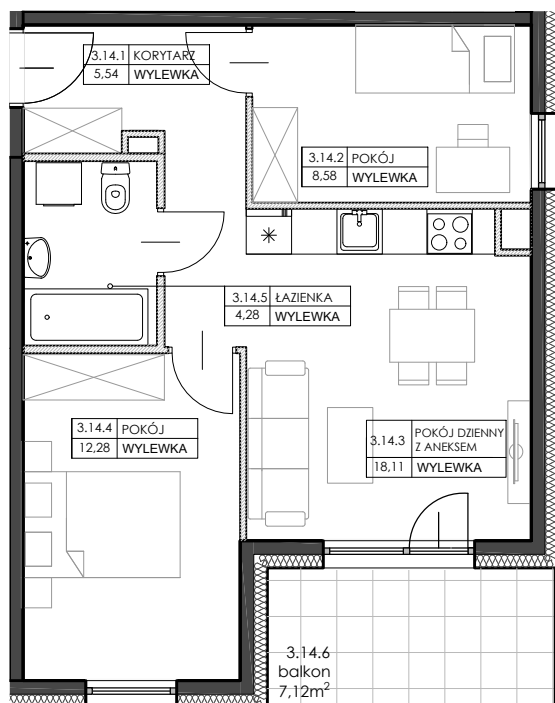 3.14.1 KORYTARZ
5,54 WYLEWKA
3.14.2 POKÓJ
8,58 WYLEWKA
3.14.5 ŁAZIENKA
4,28 WYLEWKA
3.14.4 POKÓJ
12,28 WYLEWKA
3.14.3 POKÓJ DZIENNY
Z ANEKSEM
18,11 WYLEWKA
3.14.6
balkon
7,12m²